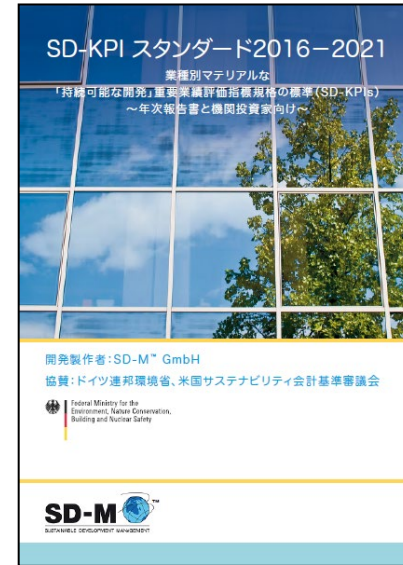 SD-KPI スタンダード2016－2021
業種別マテリアルな
「持続可能な開発」重要業績評価指標規格の標準（SD-KPIs）
～年次報告書と機関投資家向け～
開発製作者：SD-M™ GmbH
協賛：ドイツ連邦環境省、米国サステナビリティ会計基準審議会
Federal Ministry for the
Environment, Nature Conservation,
Building and Nuclear Safety
SD-M™
SUSTAINABLE DEVELOPMENT MANAGEMENT